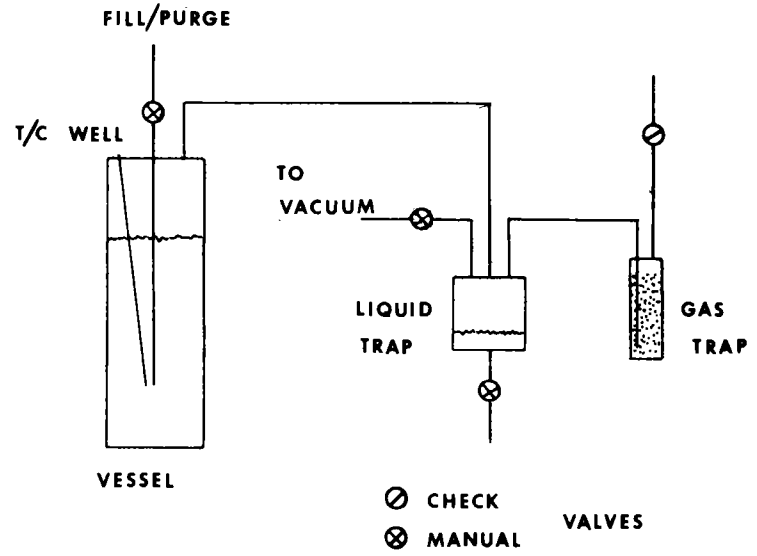 FILL/PURGE
T/C WELL
TO
VACUUM
LIQUID
TRAP
GAS
TRAP
VESSEL
CHECK
MANUAL
VALVES